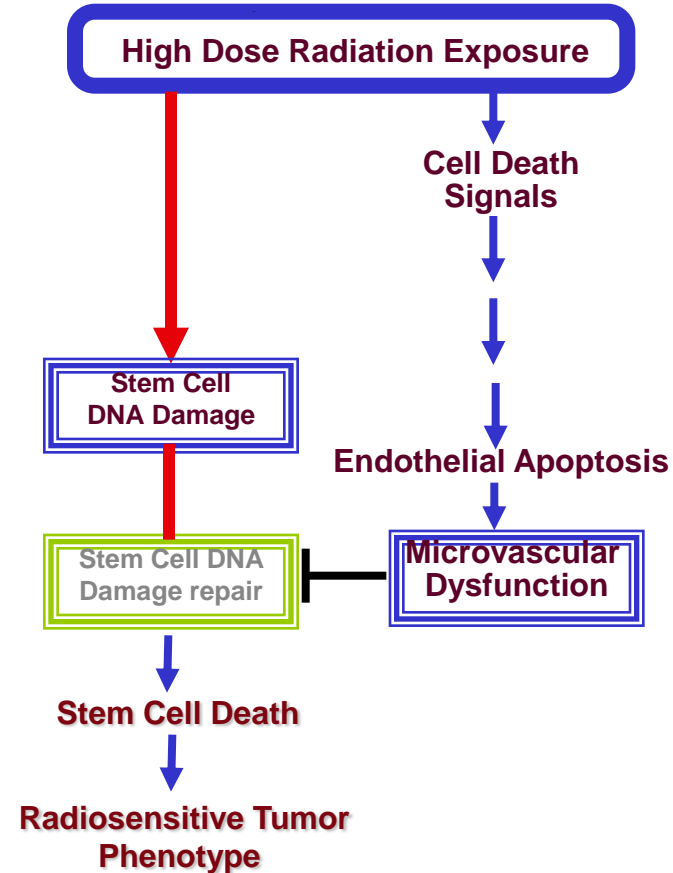 High Dose Radiation Exposure
Cell Death
Signals
Stem Cell
DNA Damage
Endothelial Apoptosis
Stem Cell DNA
Damage repair
Microvascular
Dysfunction
Stem Cell Death
Radiosensitive Tumor
Phenotype